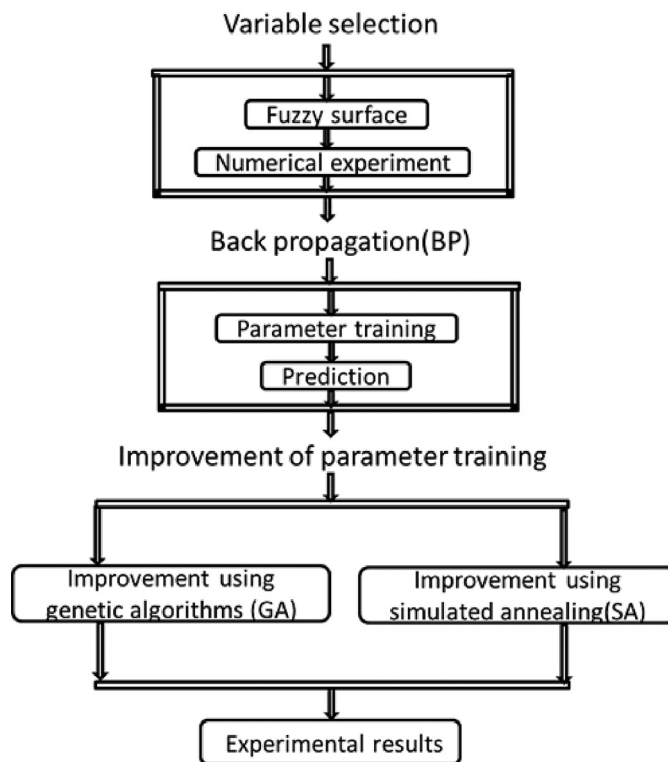 Variable selection
Fuzzy surface
Numerical experiment
Back propagation(BP)
Parameter training
Prediction
Improvement of parameter training
Improvement using
genetic algorithms (GA)
Improvement using
simulated annealing(SA)
Experimental results